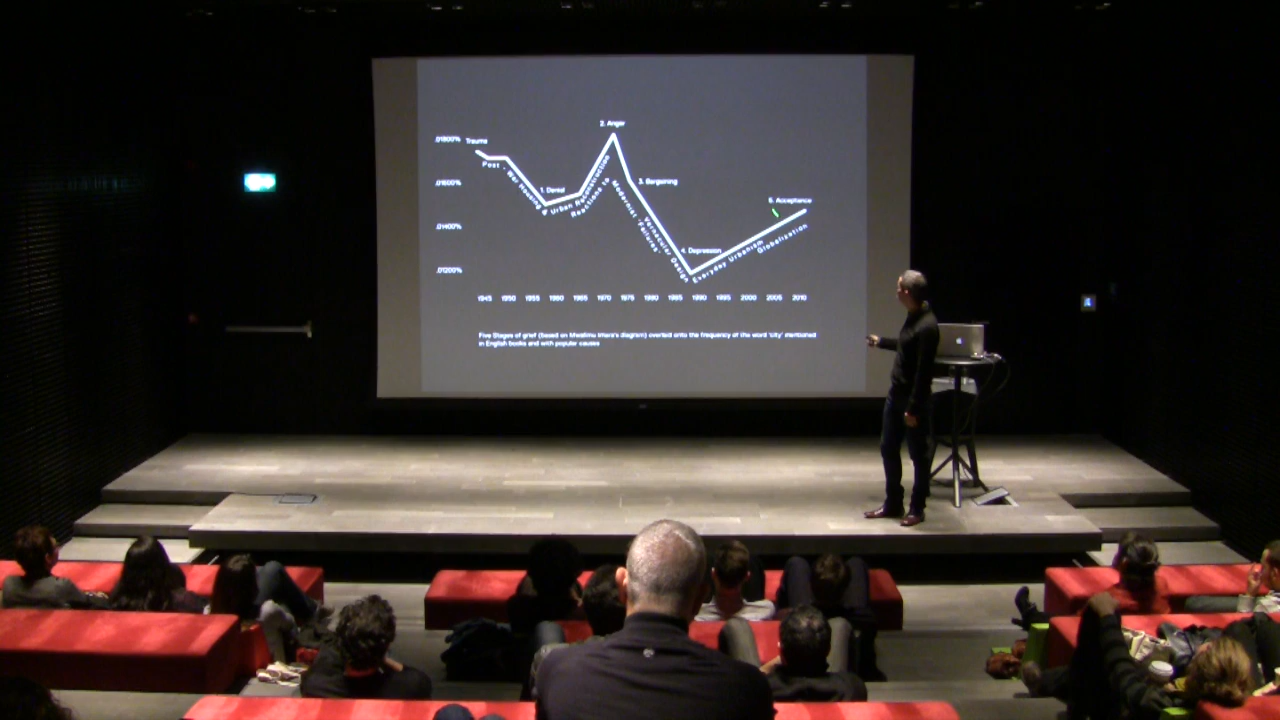 2. Anger
.01800%
Trauma
Post - War Housing & Urban Reconstruction
Reactions to Modernist 'Failures'
.01600%
1. Denial
3. Bargaining
5. Acceptance
.01400%
Vernacular Design
4. Depression
Everyday Urbanism
Globalization
.01200%
1945 1950 1955 1960 1965 1970 1975 1980 1985 1990 1995 2000 2005 2010
Five Stages of grief (based on
diagram) overlaid onto the frequency of the word 'city' mentioned
in English books and with popular causes